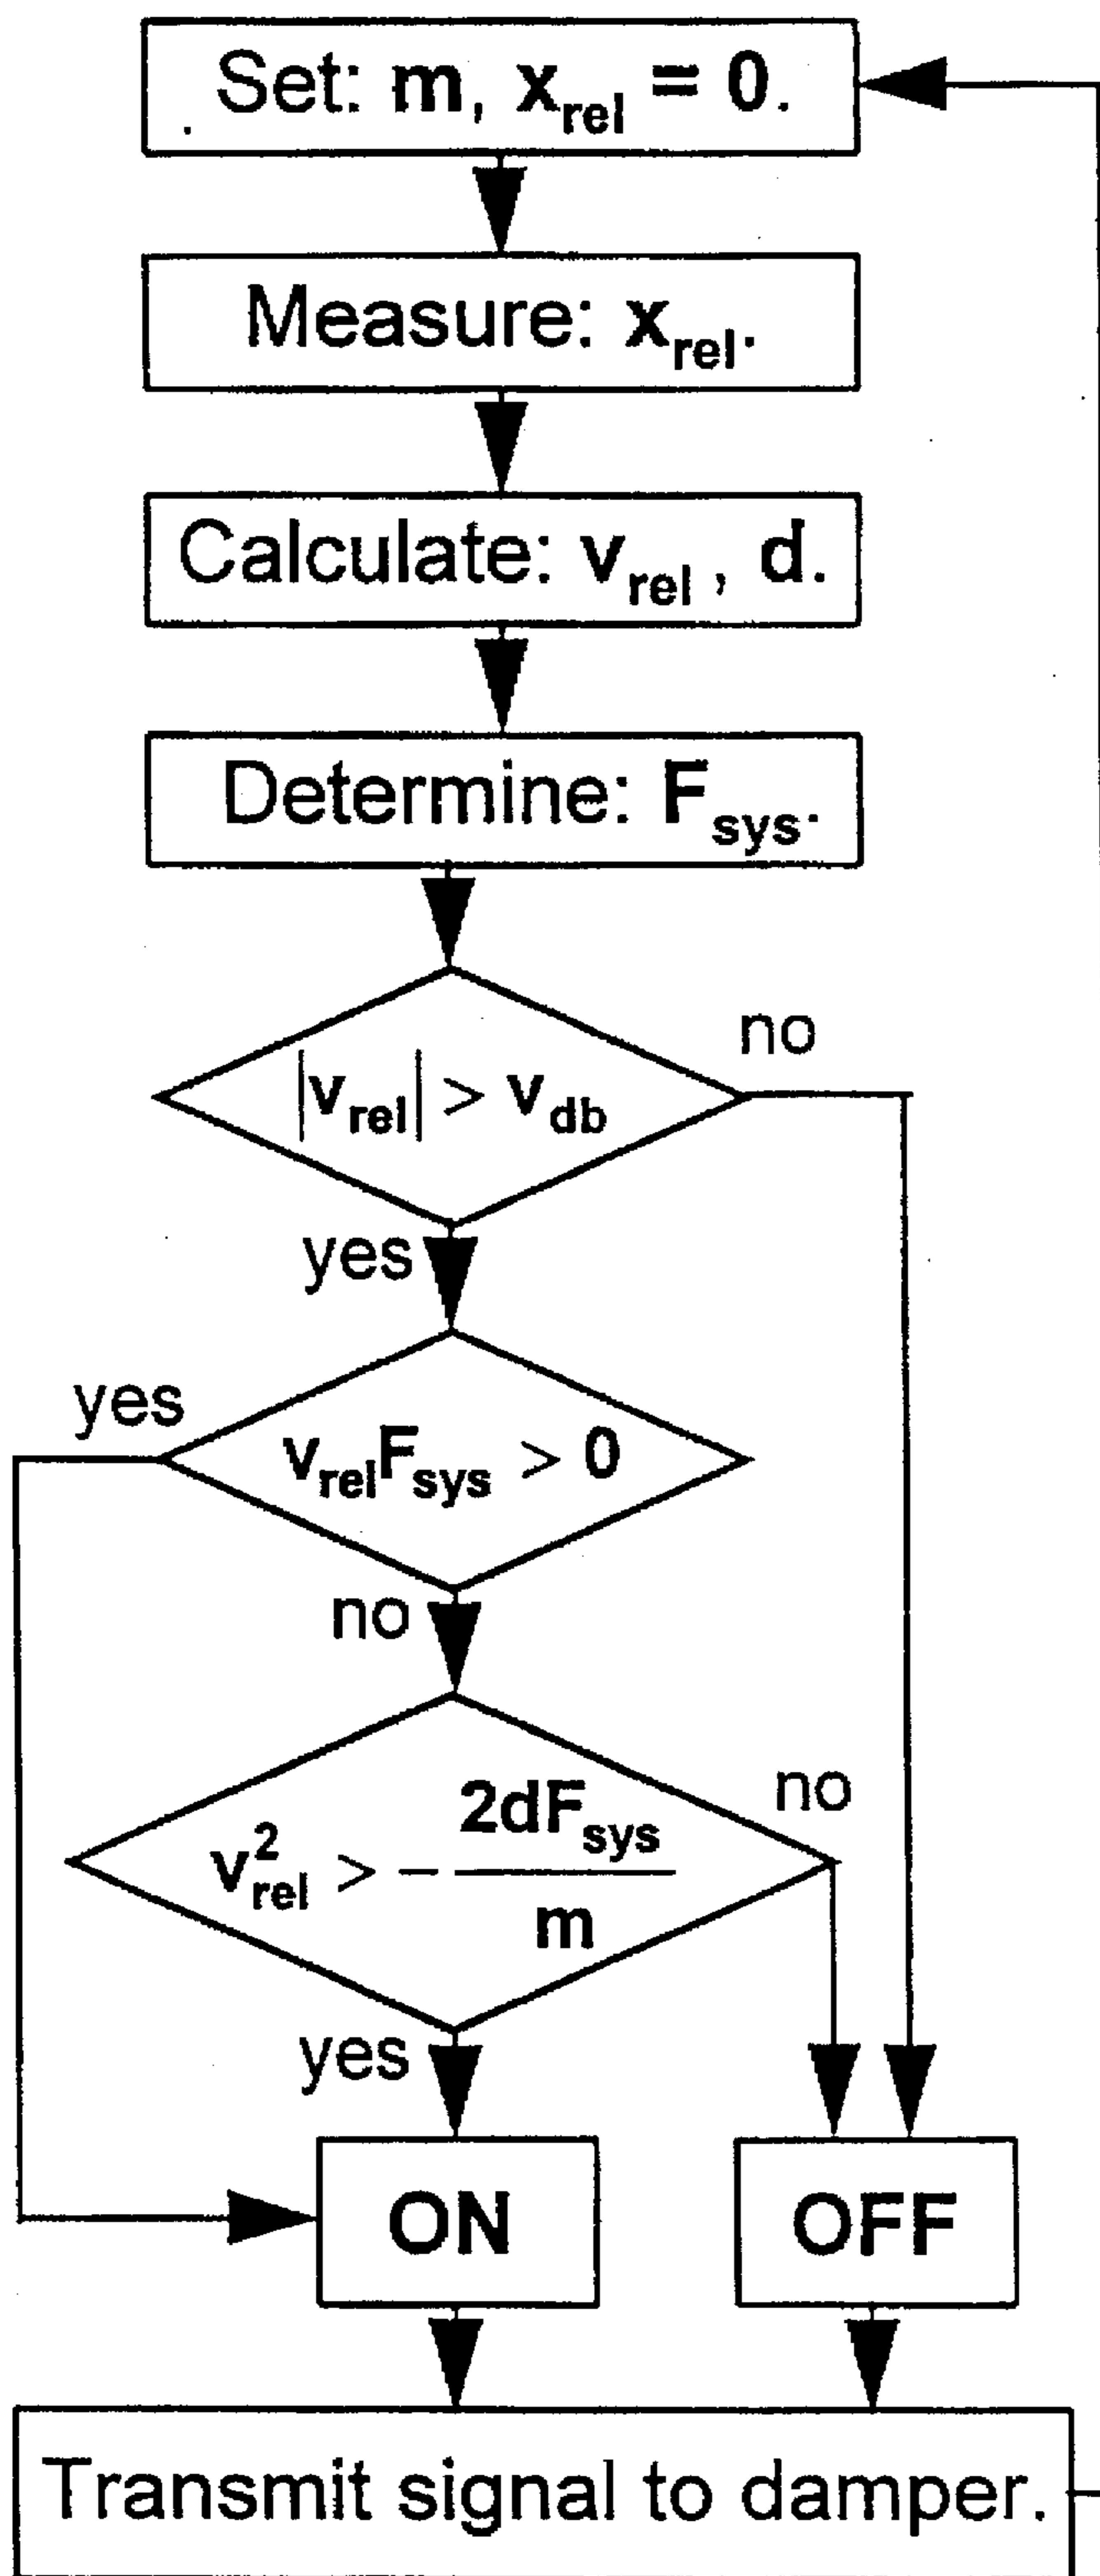 Set: m, x_rel = 0.
Measure: x_rel.
Calculate: v_rel , d.
Determine: F_sys.
|v_rel| > v_db
no
yes
yes
v_rel F_sys > 0
no
v_rel^2 > - 2dF_sys / m
no
yes
ON
OFF
Transmit signal to damper.